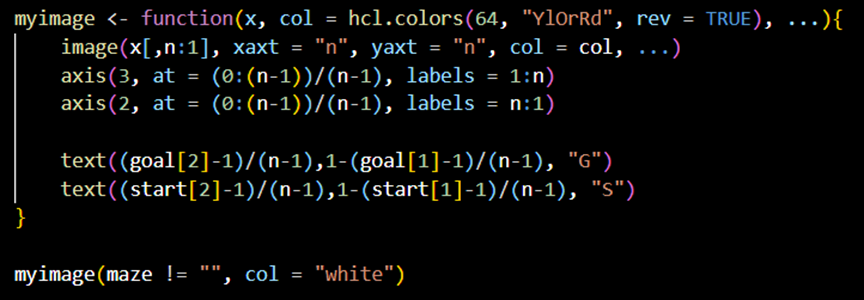 myimage <- function(x, col = hcl.colors(64, "YlOrRd", rev = TRUE), ...){
    image(x[,n:1], xaxt = "n", yaxt = "n", col = col, ...)
    axis(3, at = (0:(n-1))/(n-1), labels = 1:n)
    axis(2, at = (0:(n-1))/(n-1), labels = n:1)

    text((goal[2]-1)/(n-1),1-(goal[1]-1)/(n-1), "G")
    text((start[2]-1)/(n-1),1-(start[1]-1)/(n-1), "S")
}

myimage(maze != "", col = "white")